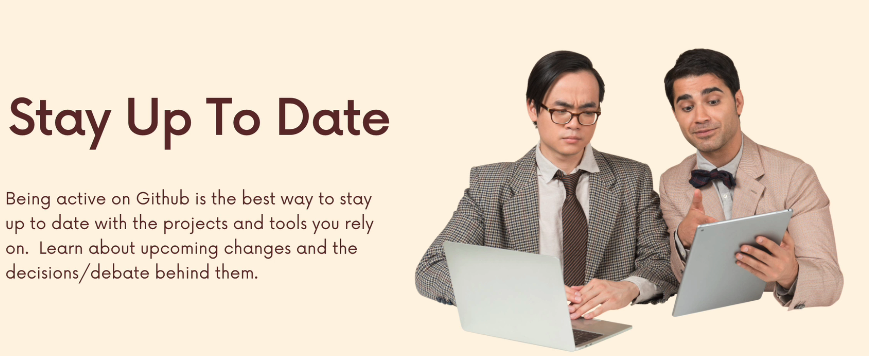 Stay Up To Date
Being active on Github is the best way to stay
up to date with the projects and tools you rely
on.  Learn about upcoming changes and the
decisions/debate behind them.